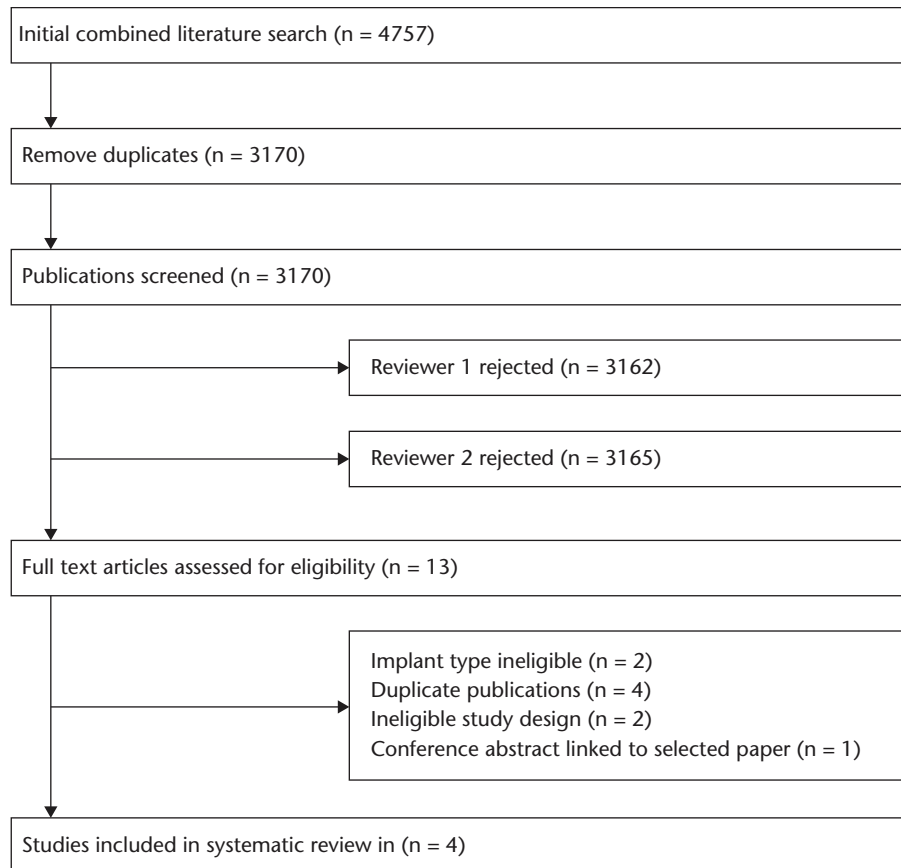 Initial combined literature search (n = 4757)
Remove duplicates (n = 3170)
Publications screened (n = 3170)
Reviewer 1 rejected (n = 3162)
Reviewer 2 rejected (n = 3165)
Full text articles assessed for eligibility (n = 13)
Implant type ineligible (n = 2)
Duplicate publications (n = 4)
Ineligible study design (n = 2)
Conference abstract linked to selected paper (n = 1)
Studies included in systematic review in (n = 4)